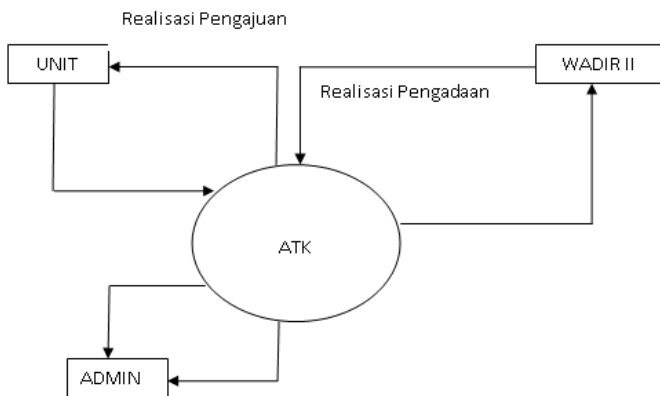 Realisasi Pengajuan
UNIT
WADIR II
Realisasi Pengadaan
ATK
ADMIN